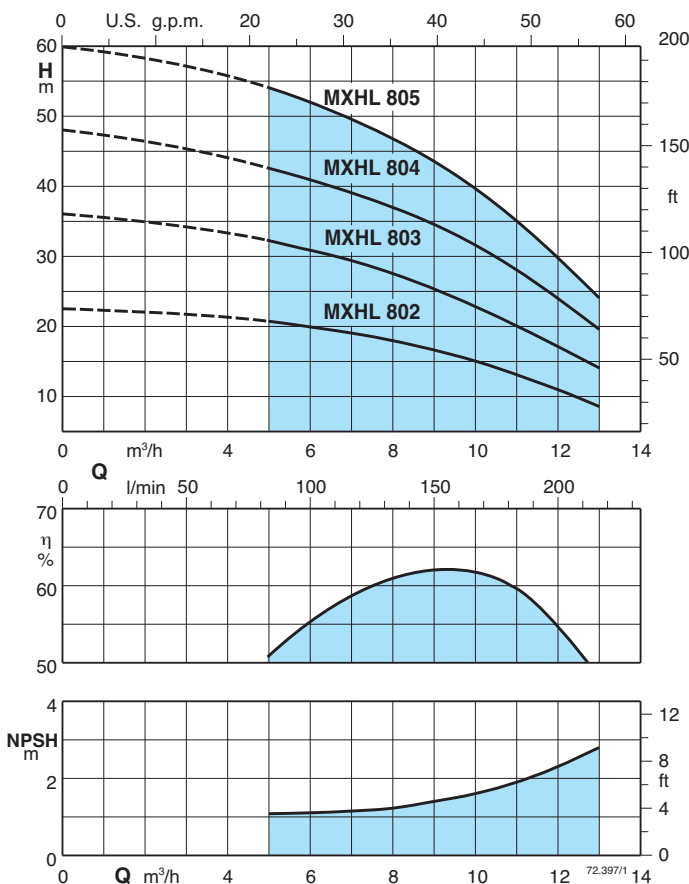 0 U.S. g.p.m. 20 30 40 50 60
60 200
H
m
MXHL 805
50
150
MXHL 804
40
ft
MXHL 803
30 100
MXHL 802
20
50
10
0 m³/h 4 6 8 10 12 14
Q
0 l/min 50 100 150 200
70
η
%
60
50
4 12
NPSH
m
8
2 ft
4
0 0
72.397/1
0 Q m³/h 4 6 8 10 12 14